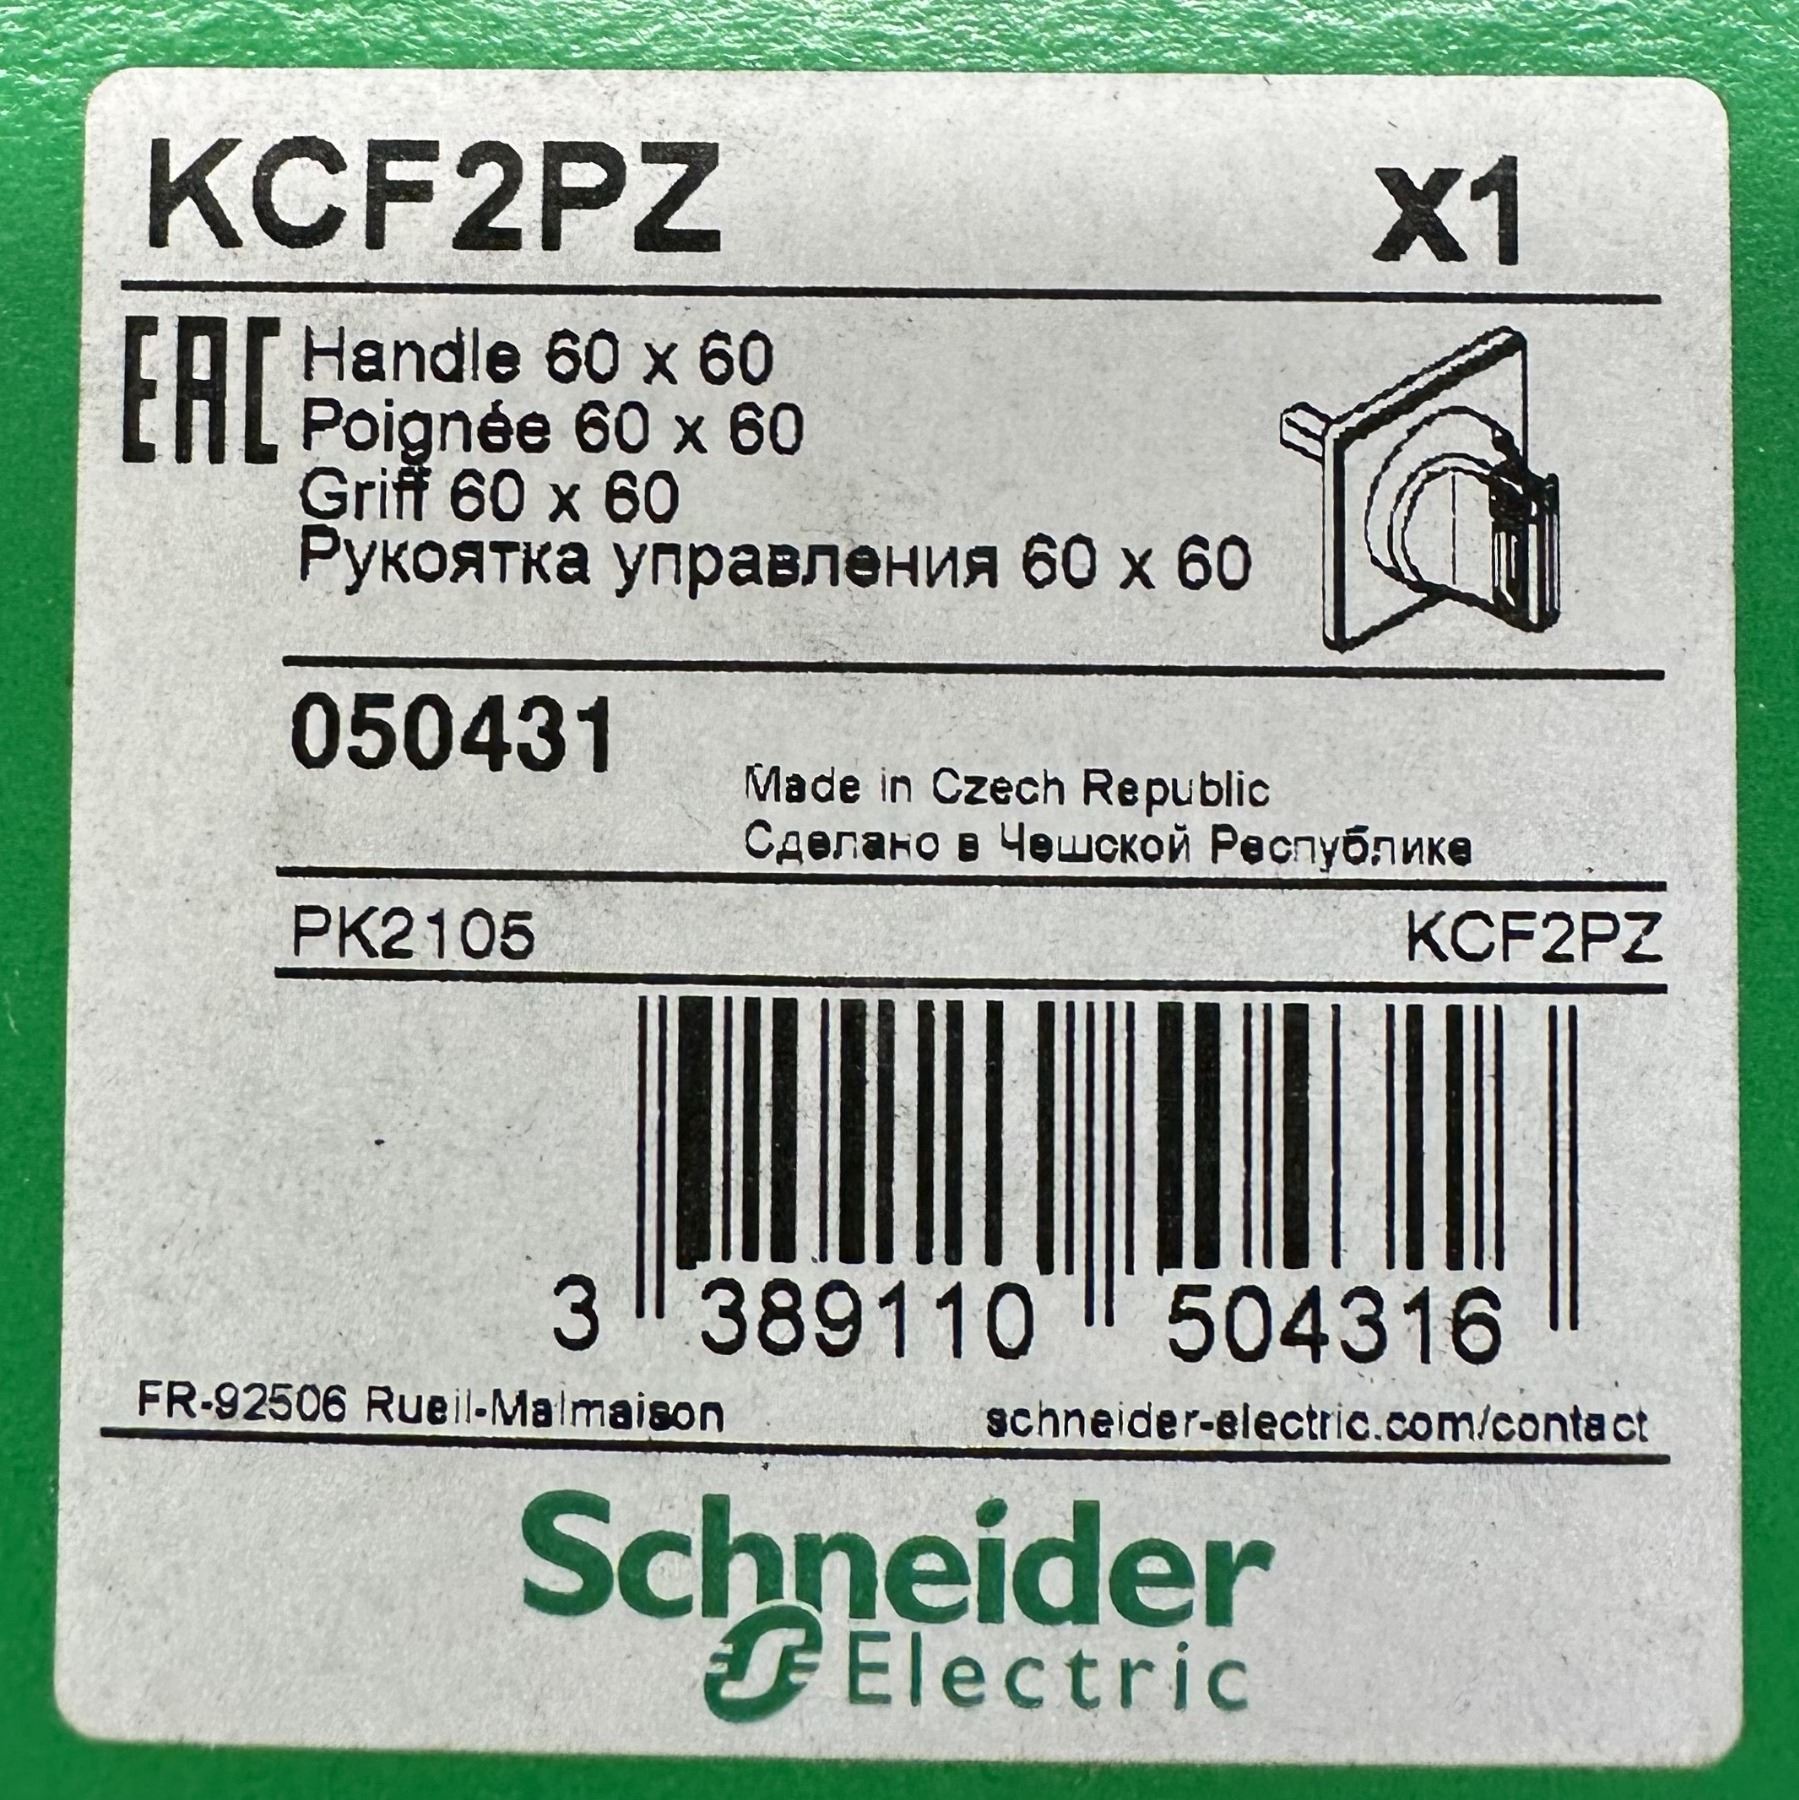 KCF2PZ x1
EAC
Handle 60 x 60
Poignée 60 x 60
Griff 60 x 60
Рукоятка управления 60 x 60
050431
Made in Czech Republic
Сделано в Чешской Республике
PK2105 KCF2PZ
3 389110 504316
FR-92506 Rueil-Malmaison schneider-electric.com/contact
Schneider
Electric